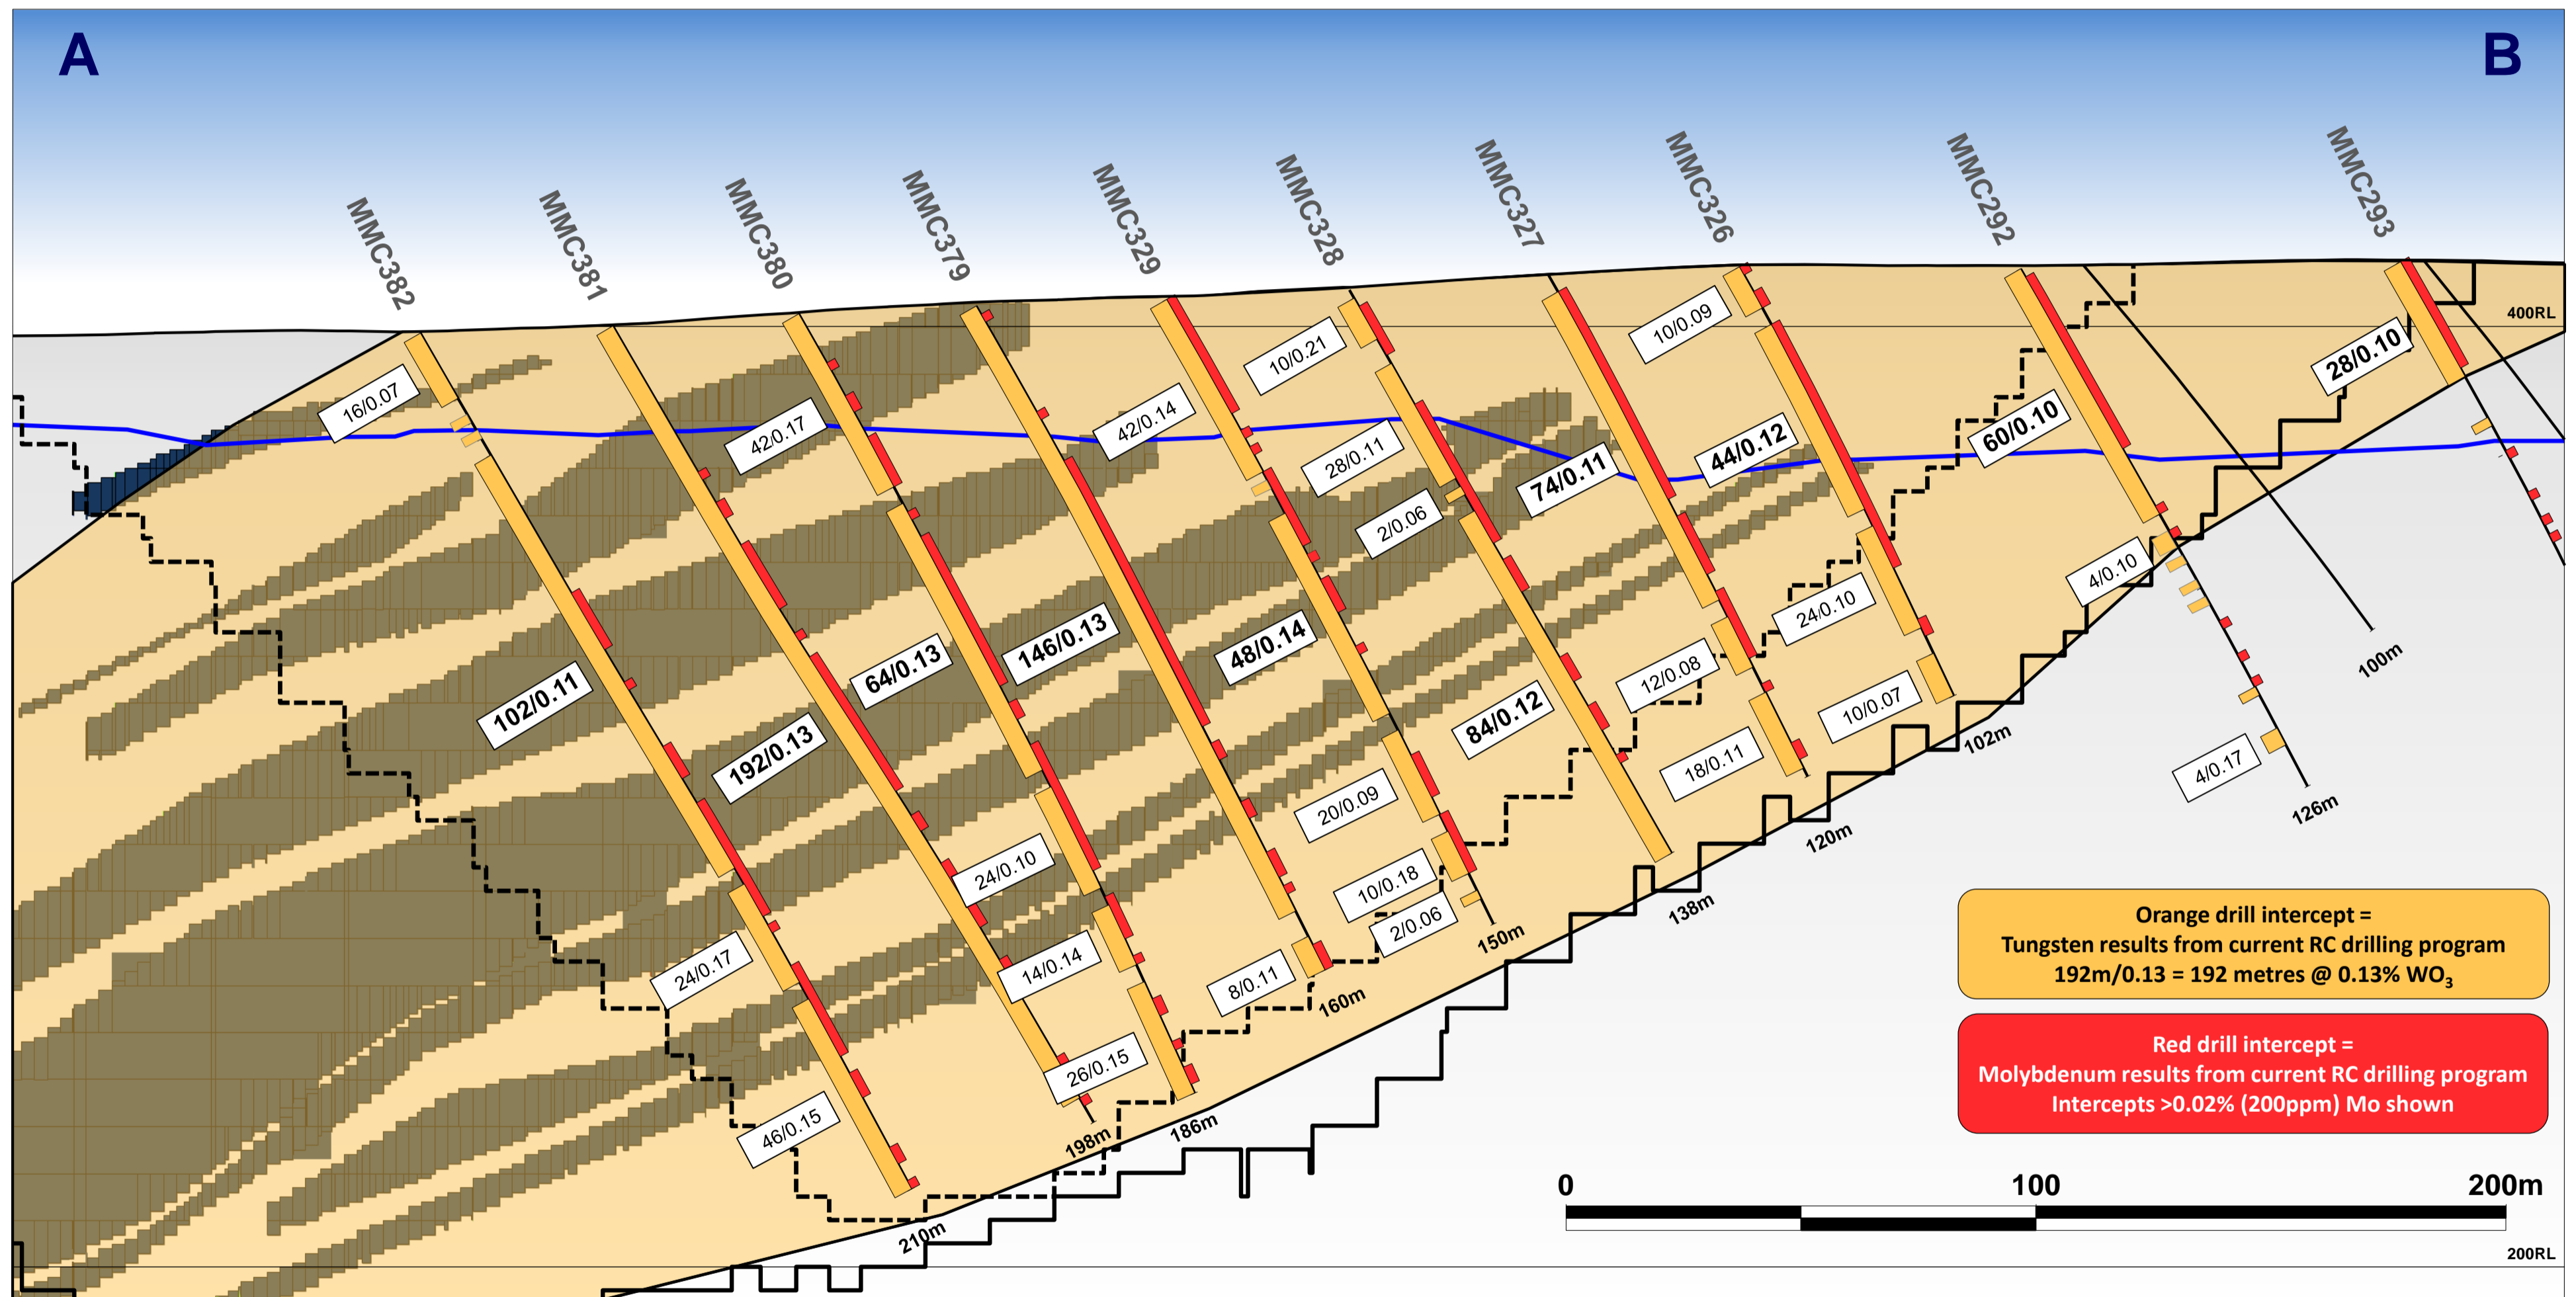 A
B
MMC382
MMC381
MMC380
MMC379
MMC329
MMC328
MMC327
MMC326
MMC292
MMC293
400RL
16/0.07
42/0.17
42/0.14
10/0.21
28/0.11
2/0.06
74/0.11
10/0.09
44/0.12
60/0.10
28/0.10
102/0.11
192/0.13
64/0.13
146/0.13
48/0.14
84/0.12
12/0.08
24/0.10
4/0.10
10/0.07
18/0.11
4/0.17
20/0.09
10/0.18
2/0.06
24/0.10
24/0.17
14/0.14
8/0.11
26/0.15
46/0.15
100m
126m
102m
120m
138m
150m
160m
186m
198m
210m
Orange drill intercept =
Tungsten results from current RC drilling program
192m/0.13 = 192 metres @ 0.13% WO₃
Red drill intercept =
Molybdenum results from current RC drilling program
Intercepts >0.02% (200ppm) Mo shown
0
100
200m
200RL